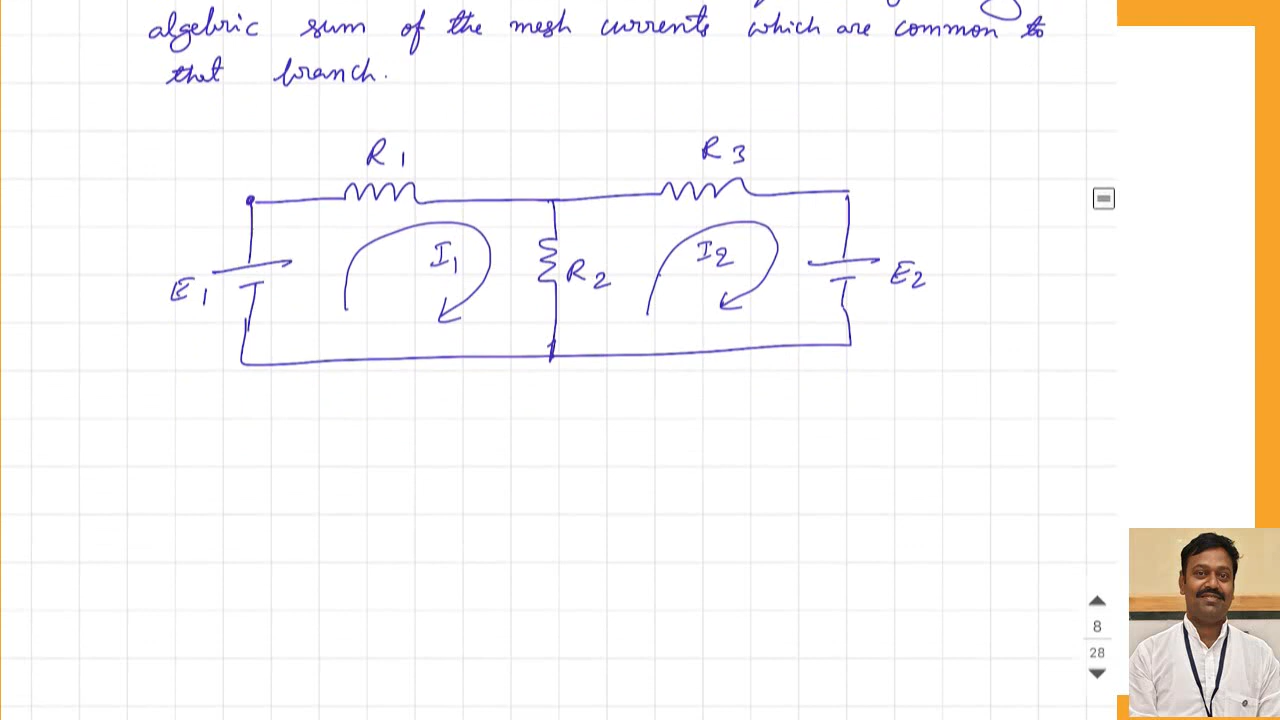 algebric sum of the mesh currents which are common to
that branch.
R1
R3
I1
I2
R2
E1
E2
8
28